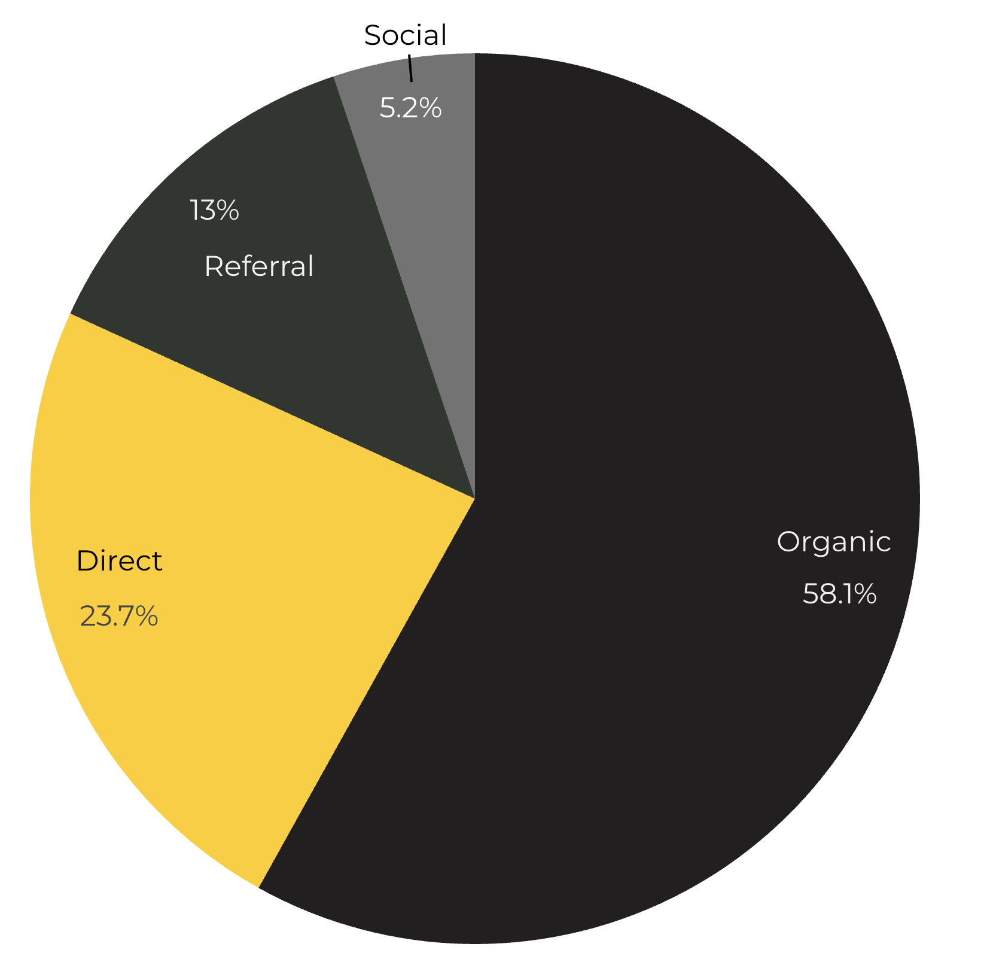 Social
5.2%
13%
Referral
Organic
58.1%
Direct
23.7%